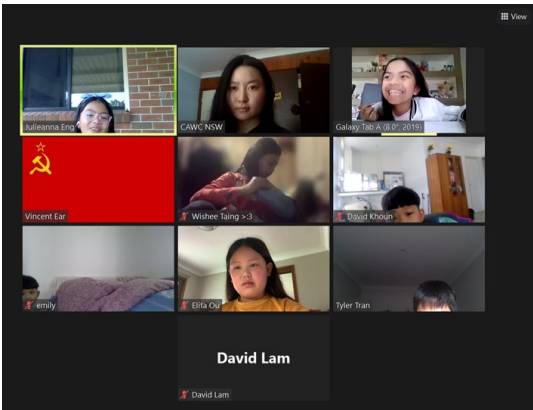 View
Julieanna Eng
CAWC NSW
Galaxy Tab A (8.0", 2019)
Vincent Ear
Wishee Taing >:3
David Khoun
emily
Elita Ou
Tyler Tran
David Lam
David Lam